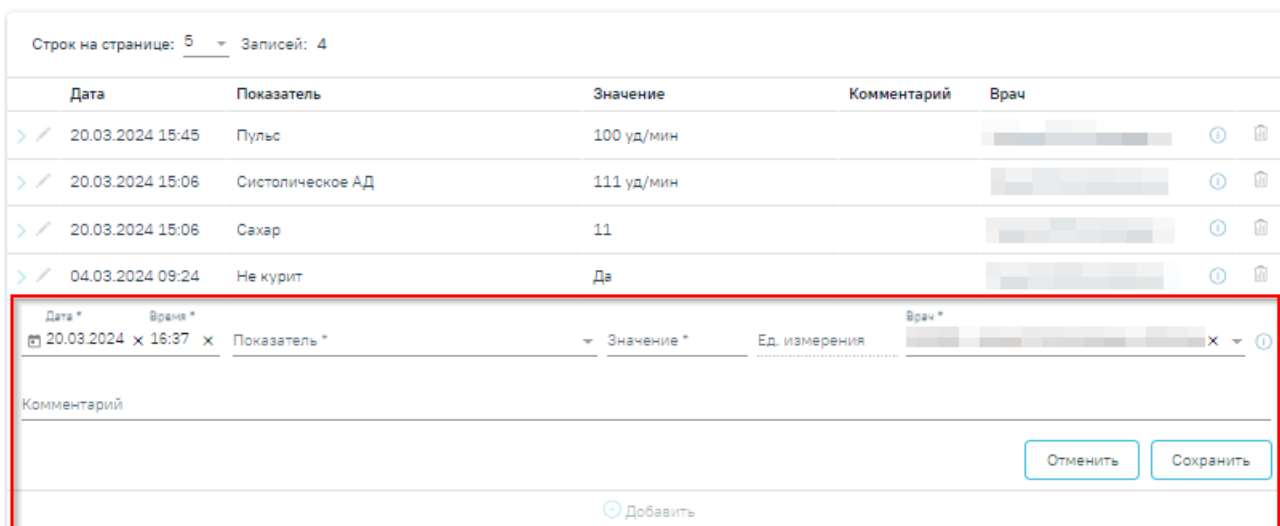 Строк на странице: 5 Записей: 4
Дата Показатель Значение Комментарий Врач
20.03.2024 15:45 Пульс 100 уд/мин
20.03.2024 15:06 Систолическое АД 111 уд/мин
20.03.2024 15:06 Сахар 11
04.03.2024 09:24 Не курит Да
Дата * Время * Врач *
20.03.2024 16:37 Показатель * Значение * Ед. измерения
Комментарий
Отменить Сохранить
Добавить